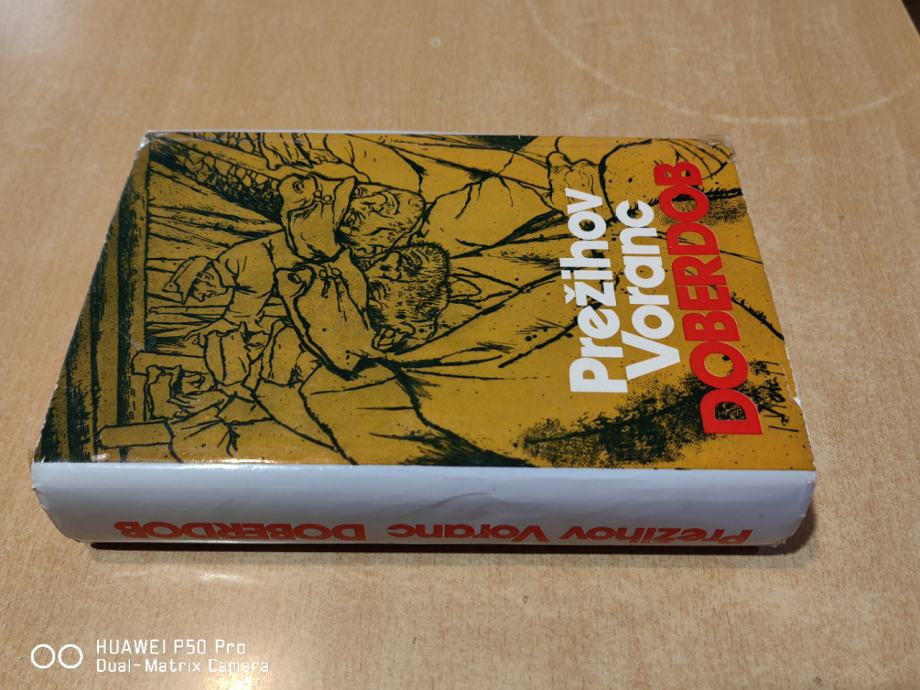 Prežihov
Voranc
DOBERDOB
Prežihov Voranc DOBERDOB
HUAWEI P50 Pro
Dual-Matrix Camera